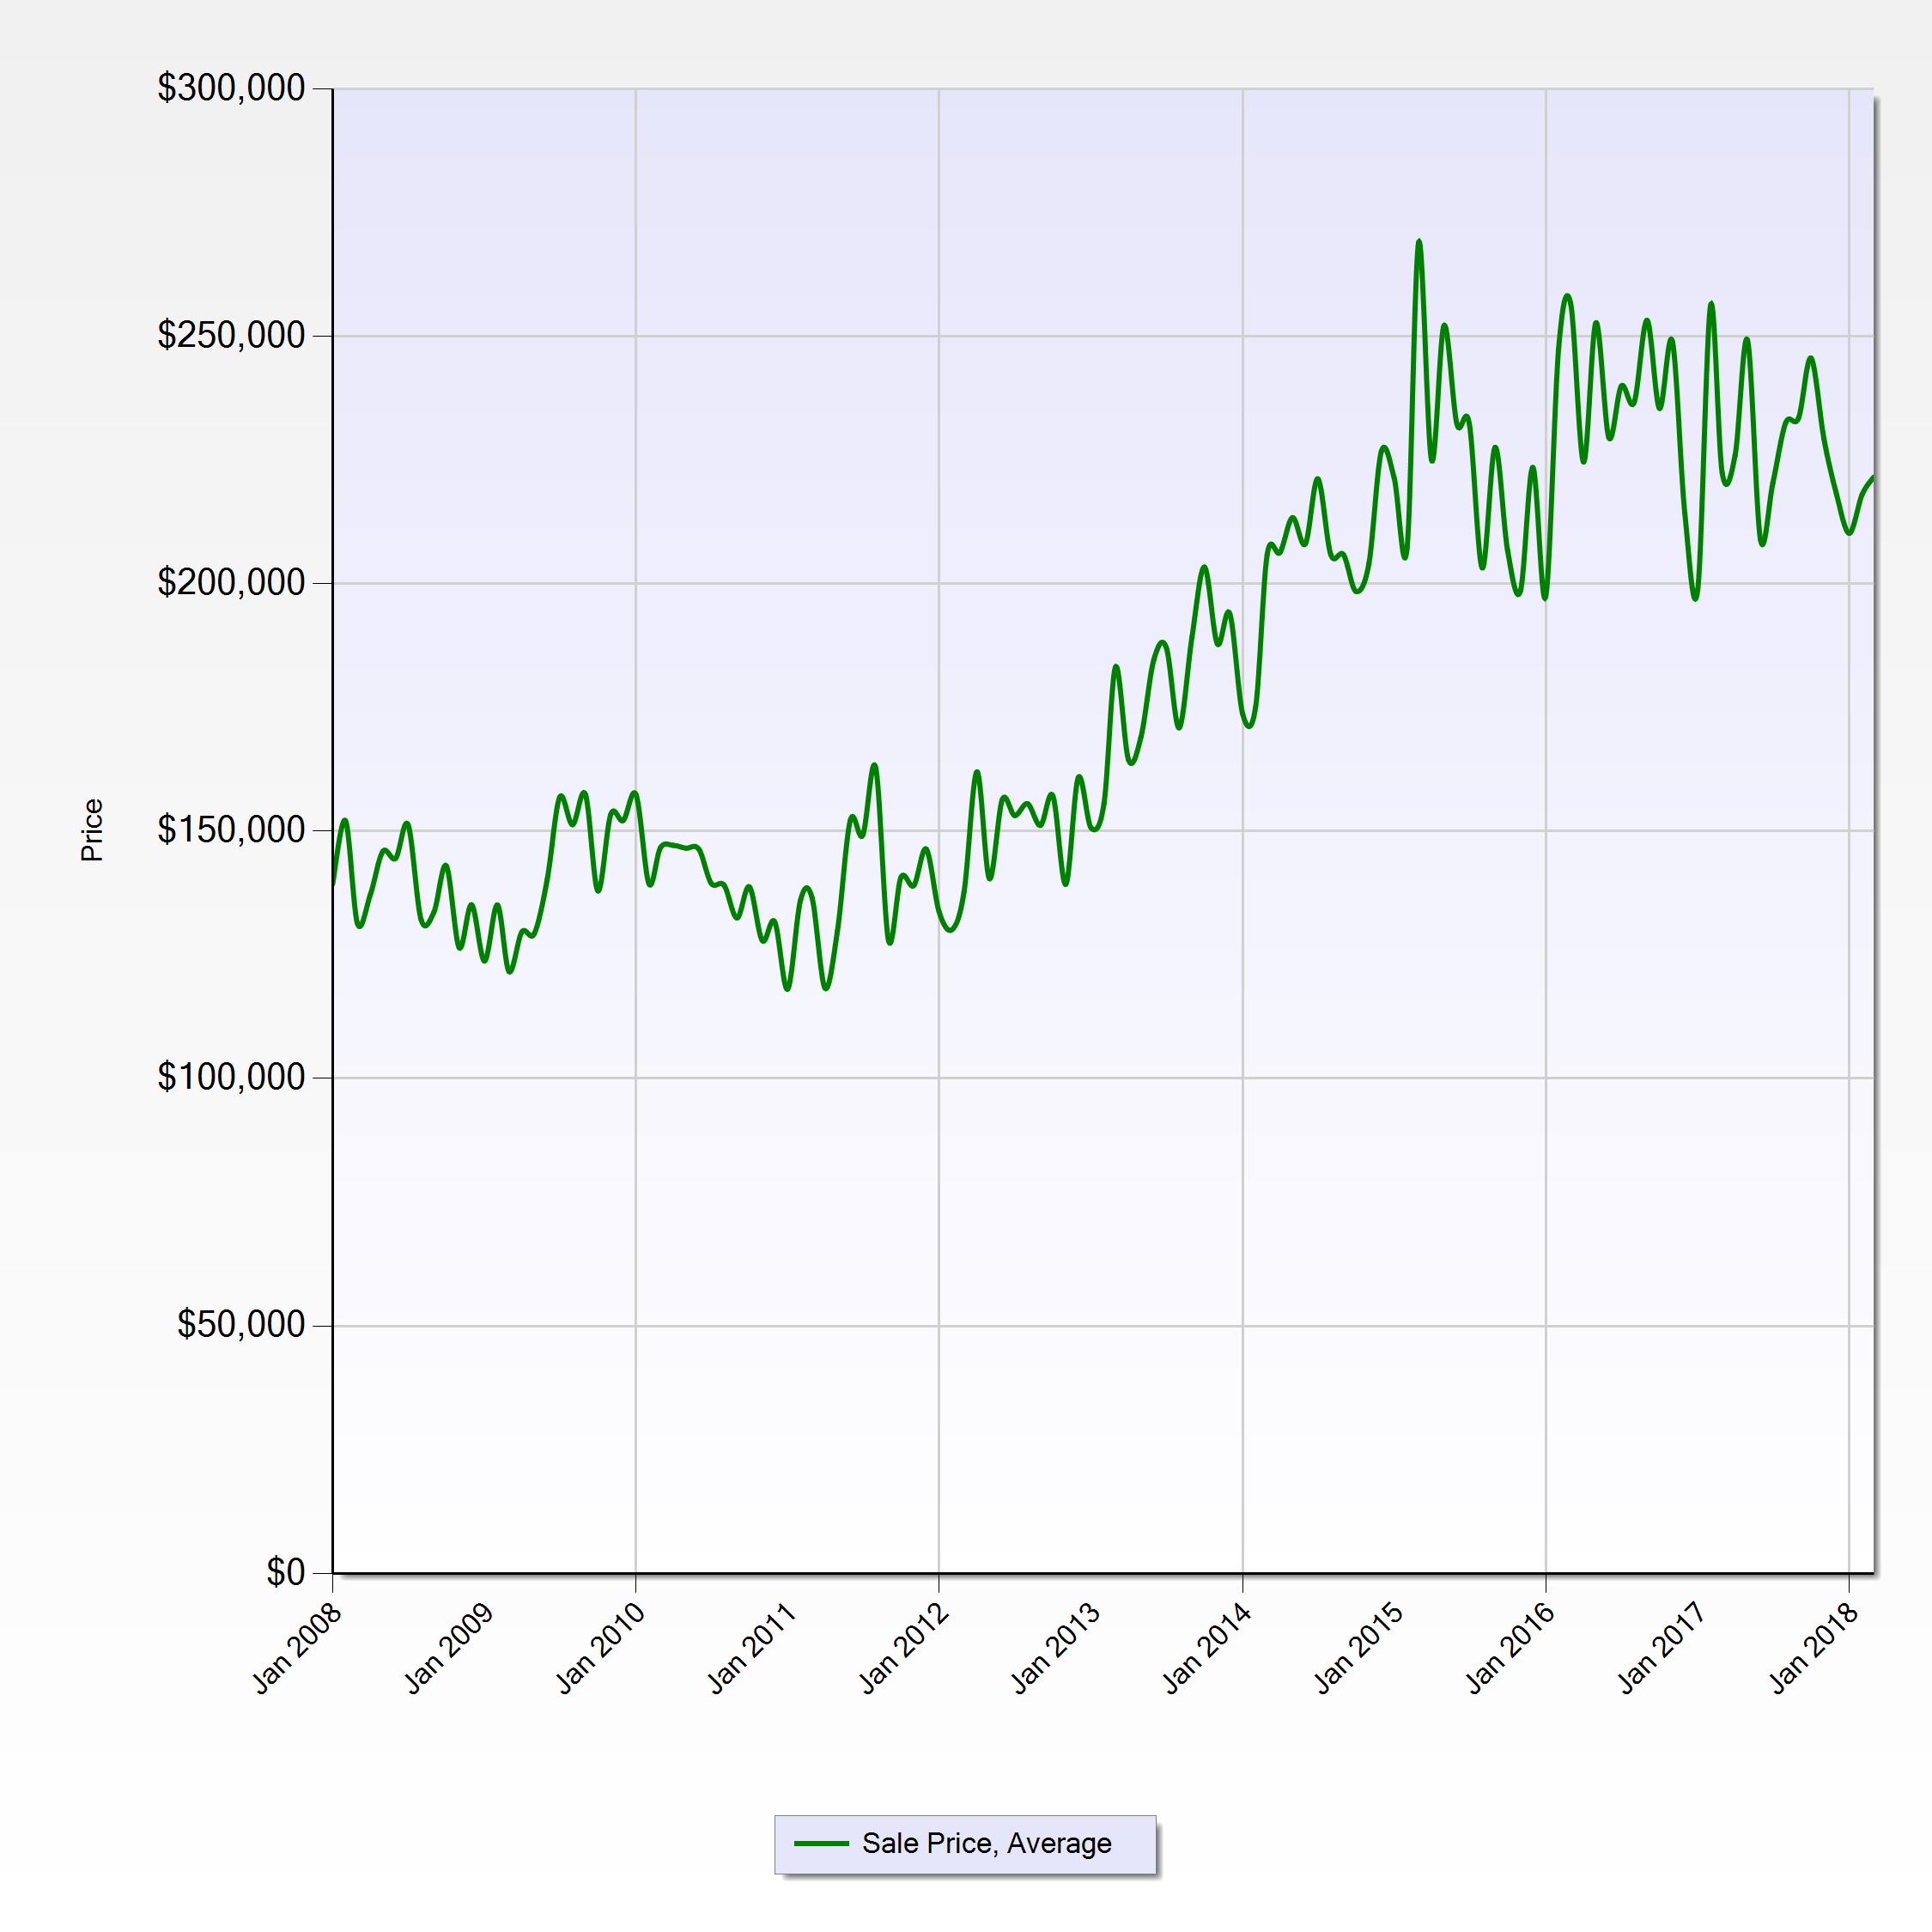 $300,000
$250,000
$200,000
$150,000
$100,000
$50,000
$0
Price
Jan 2008
Jan 2009
Jan 2010
Jan 2011
Jan 2012
Jan 2013
Jan 2014
Jan 2015
Jan 2016
Jan 2017
Jan 2018
Sale Price, Average